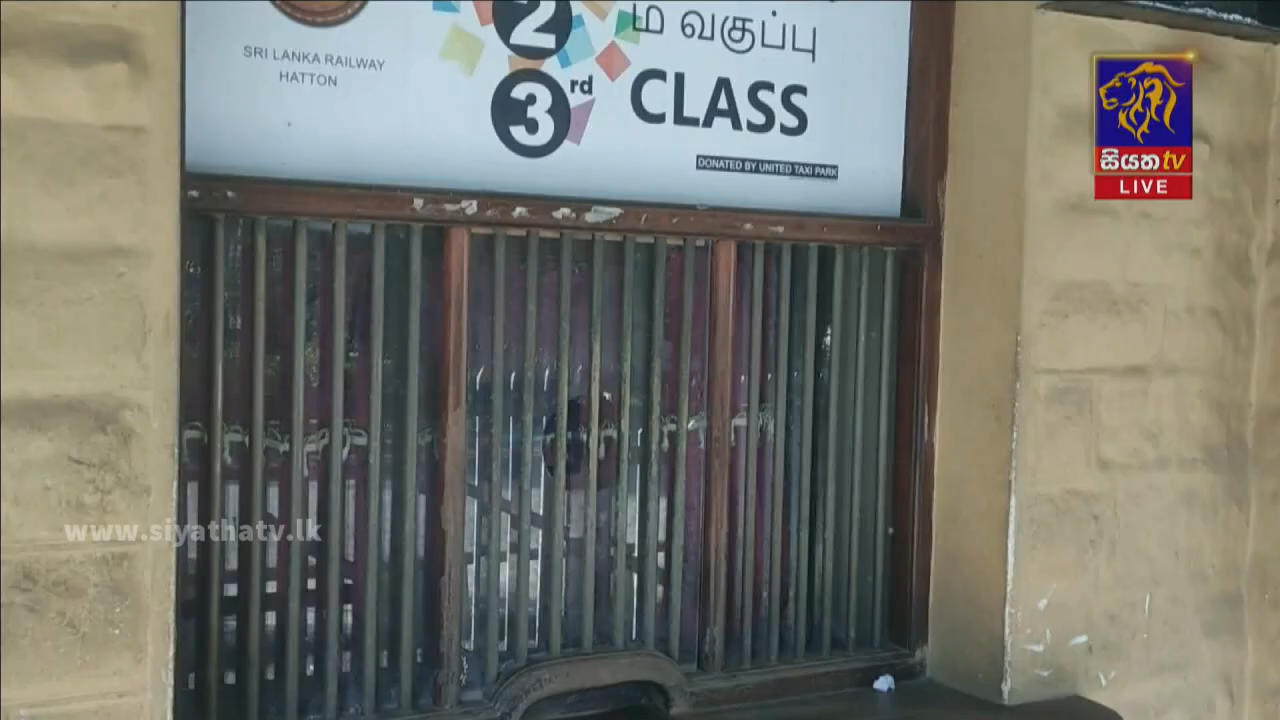 SRI LANKA RAILWAY
HATTON
2
ம் வகுப்பு
3rd CLASS
DONATED BY UNITED TAXI PARK
සියත tv
LIVE
www.siyathatv.lk